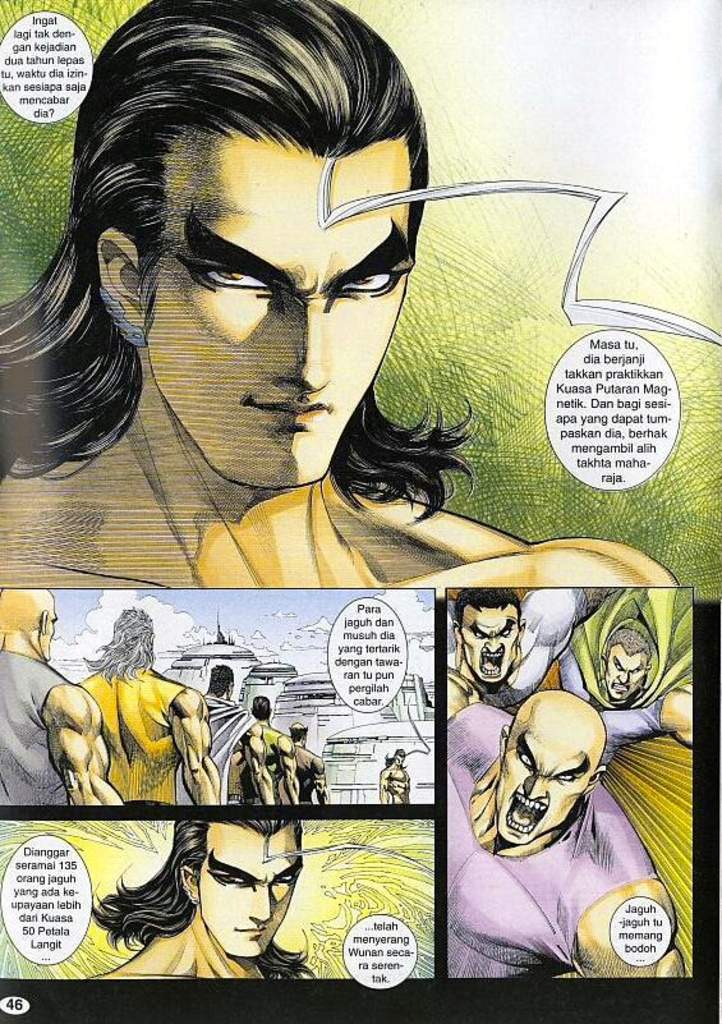 Ingat
lagi tak den-
gan kejadian
dua tahun lepas
tu, waktu dia izin-
kan sesiapa saja
mencabar
dia?
Masa tu,
dia berjanji
takkan praktikkan
Kuasa Putaran Mag-
netik. Dan bagi sesi-
apa yang dapat tum-
paskan dia, berhak
mengambil alih
takhta maha-
raja.
Para
jaguh dan
musuh dia
yang tertarik
dengan tawa-
ran tu pun
pergilah
cabar.
Dianggar
seramai 135
orang jaguh
yang ada ke-
upayaan lebih
dari Kuasa
50 Petala
Langit
...
...telah
menyerang
Wunan seca-
ra seren-
tak.
Jaguh
-jaguh tu
memang
bodoh
...
46